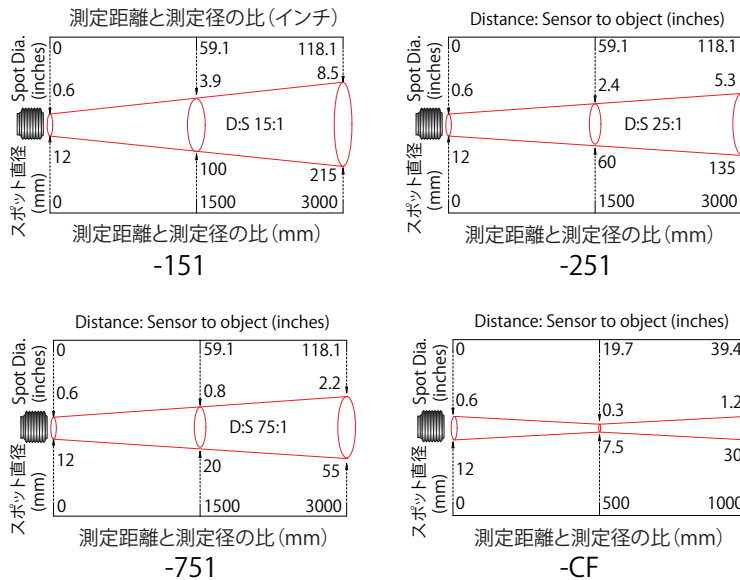 測定距離と測定径の比(インチ)
Spot Dia.
(inches)
0
59.1
118.1
0.6
3.9
8.5
D:S 15:1
12
100
215
スポット直径
(mm)
0
1500
3000
測定距離と測定径の比(mm)
-151
Distance: Sensor to object (inches)
Spot Dia.
(inches)
0
59.1
118.1
0.6
2.4
5.3
D:S 25:1
12
60
135
スポット直径
(mm)
0
1500
3000
測定距離と測定径の比(mm)
-251
Distance: Sensor to object (inches)
Spot Dia.
(inches)
0
59.1
118.1
0.6
0.8
2.2
D:S 75:1
12
20
55
スポット直径
(mm)
0
1500
3000
測定距離と測定径の比(mm)
-751
Distance: Sensor to object (inches)
Spot Dia.
(inches)
0
19.7
39.4
0.6
0.3
1.2
12
7.5
30
スポット直径
(mm)
0
500
1000
測定距離と測定径の比(mm)
-CF